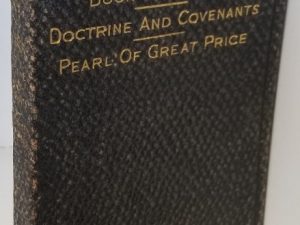 Doctrine And Covenants
Pearl Of Great Price